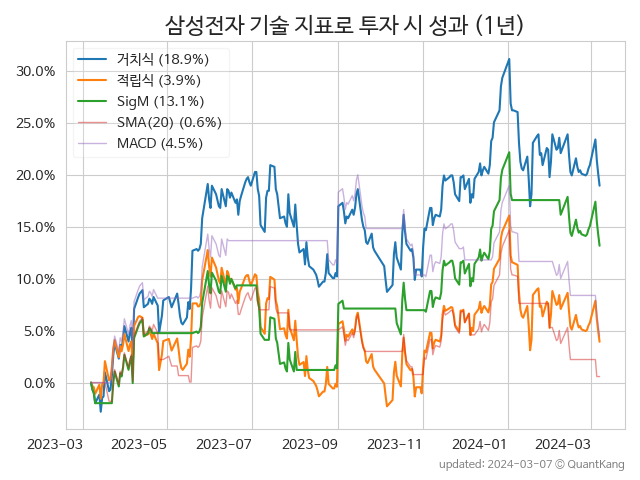 삼성전자 기술 지표로 투자 시 성과 (1년)
거치식 (18.9%)
적립식 (3.9%)
SigM (13.1%)
SMA(20) (0.6%)
MACD (4.5%)
30.0%
25.0%
20.0%
15.0%
10.0%
5.0%
0.0%
2023-03 2023-05 2023-07 2023-09 2023-11 2024-01 2024-03
updated: 2024-03-07 ⓒ QuantKang